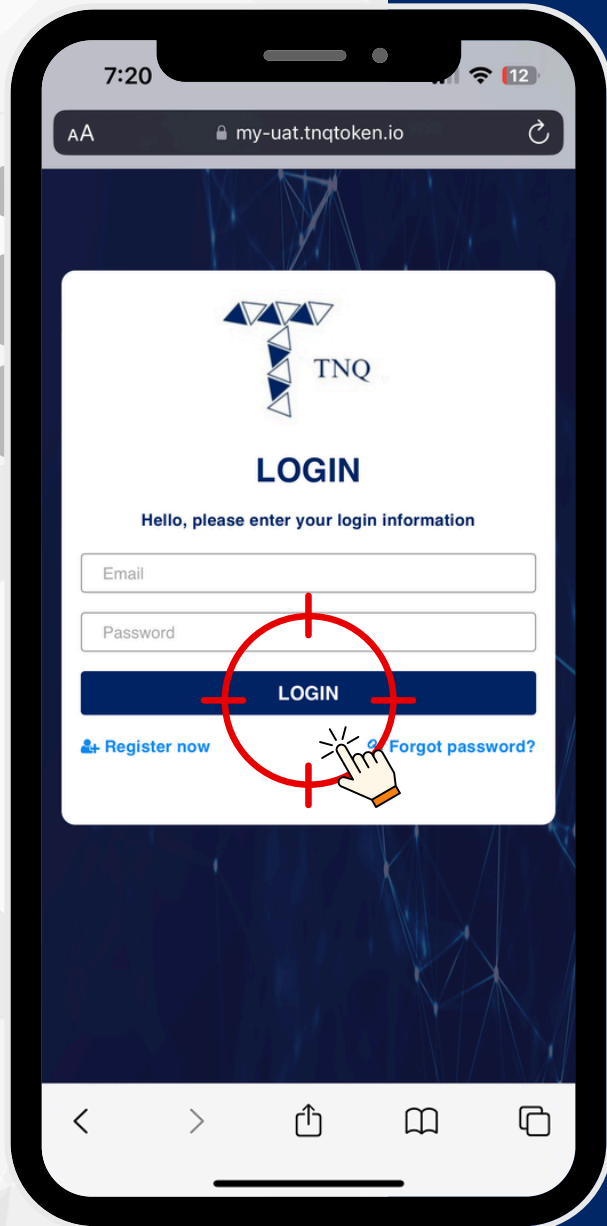 7:20
12
AA my-uat.tnqtoken.io
TNQ
LOGIN
Hello, please enter your login information
Email
Password
LOGIN
Register now Forgot password?